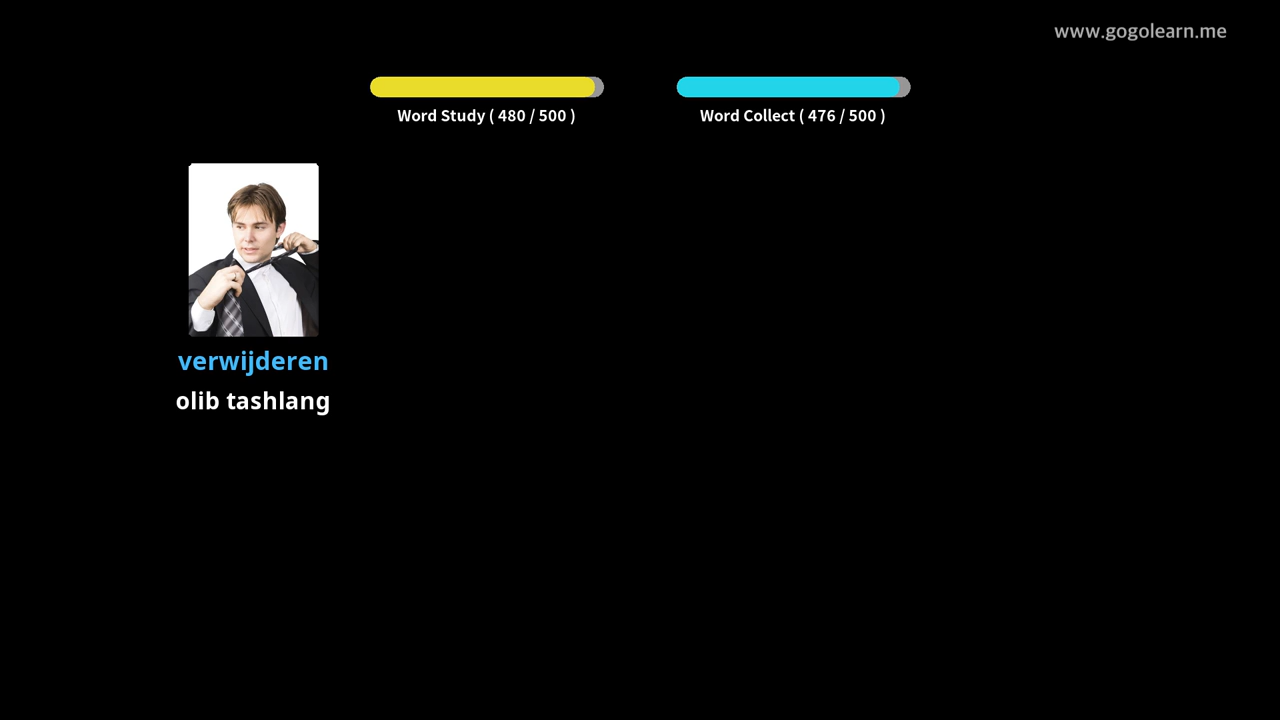 www.gogolearn.me
Word Study ( 480 / 500 )
Word Collect ( 476 / 500 )
verwijderen
olib tashlang